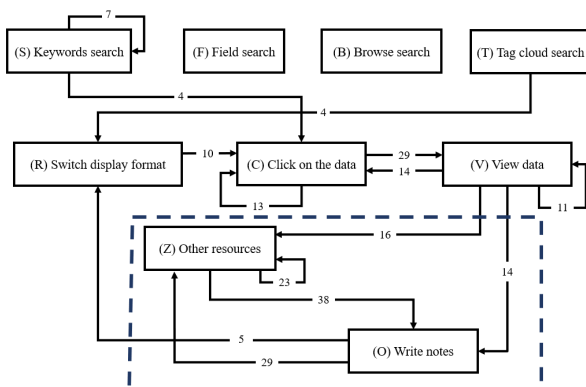 7
(S) Keywords search
(F) Field search
(B) Browse search
(T) Tag cloud search
4
4
(R) Switch display format
10
(C) Click on the data
29
14
(V) View data
13
11
16
(Z) Other resources
23
14
38
5
(O) Write notes
29